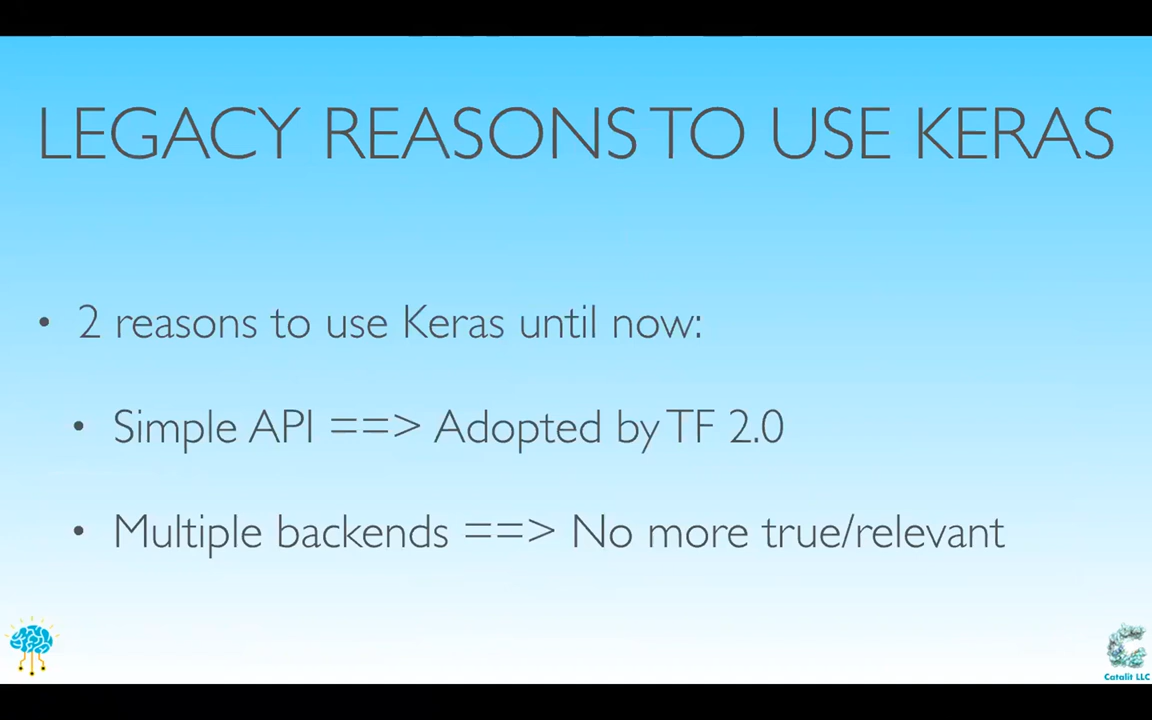 LEGACY REASONS TO USE KERAS
• 2 reasons to use Keras until now:
• Simple API ==> Adopted by TF 2.0
• Multiple backends ==> No more true/relevant
Catalit LLC